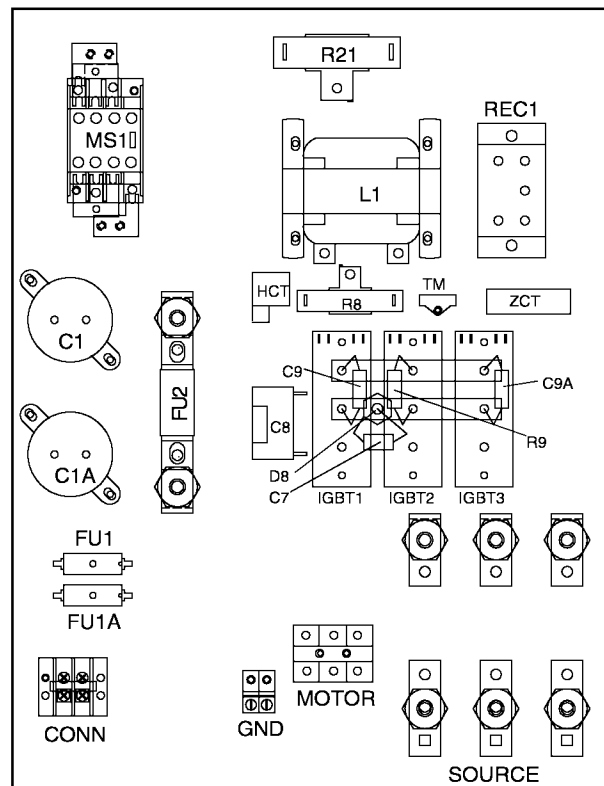 R21
REC1
MS1
L1
HCT
TM
R8
ZCT
C1
FU2
C9
C9A
C8
R9
C1A
D8
C7
IGBT1
IGBT2
IGBT3
FU1
FU1A
MOTOR
CONN
GND
SOURCE